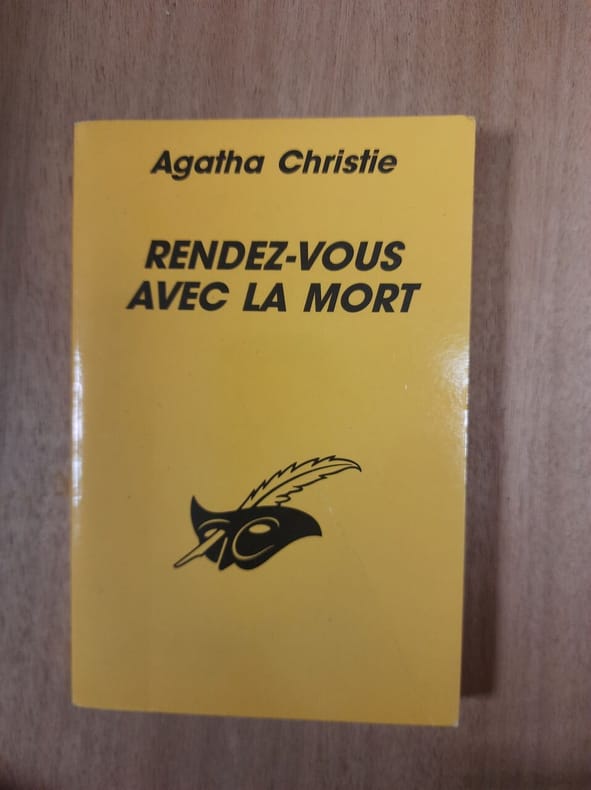 Agatha Christie
RENDEZ-VOUS
AVEC LA MORT